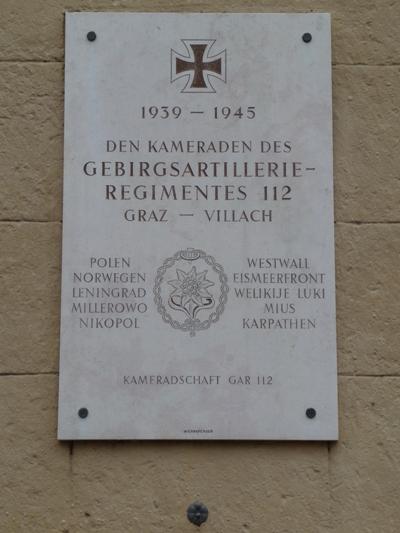 1939 — 1945
DEN KAMERADEN DES
GEBIRGSARTILLERIE-
REGIMENTES 112
GRAZ — VILLACH
POLEN
NORWEGEN
LENINGRAD
MILLEROWO
NIKOPOL
WESTWALL
EISMEERFRONT
WELIKIJE LUKI
MIUS
KARPATHEN
KAMERADSCHAFT GAR 112